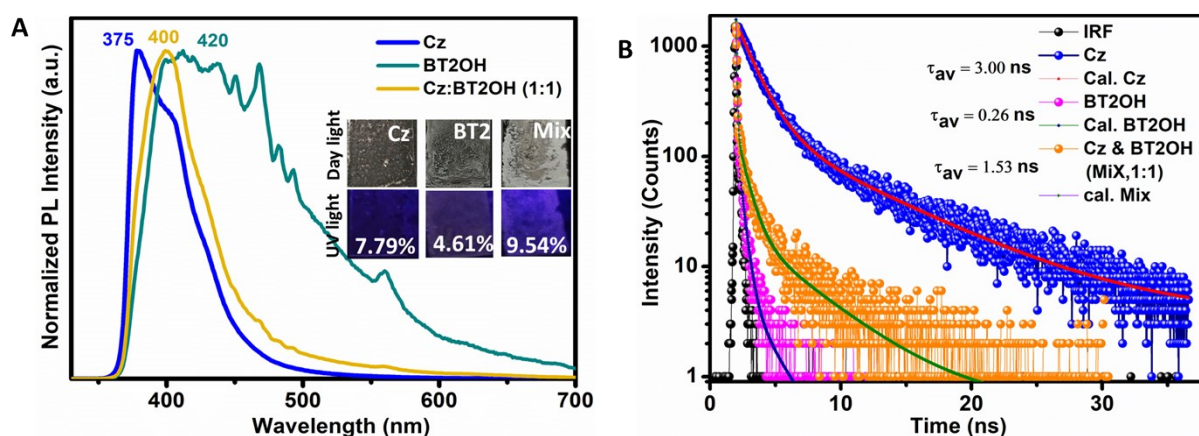 A
375
400
420
Cz
BT2OH
Cz:BT2OH (1:1)
Day light
Cz
BT2
Mix
UV light
7.79%
4.61%
9.54%
Normalized PL Intensity (a.u.)
400
500
600
700
Wavelength (nm)
B
1000
100
10
1
Intensity (Counts)
τav = 3.00 ns
τav = 0.26 ns
τav = 1.53 ns
IRF
Cz
Cal. Cz
BT2OH
Cal. BT2OH
Cz & BT2OH
(MiX,1:1)
cal. Mix
0
10
20
30
Time (ns)